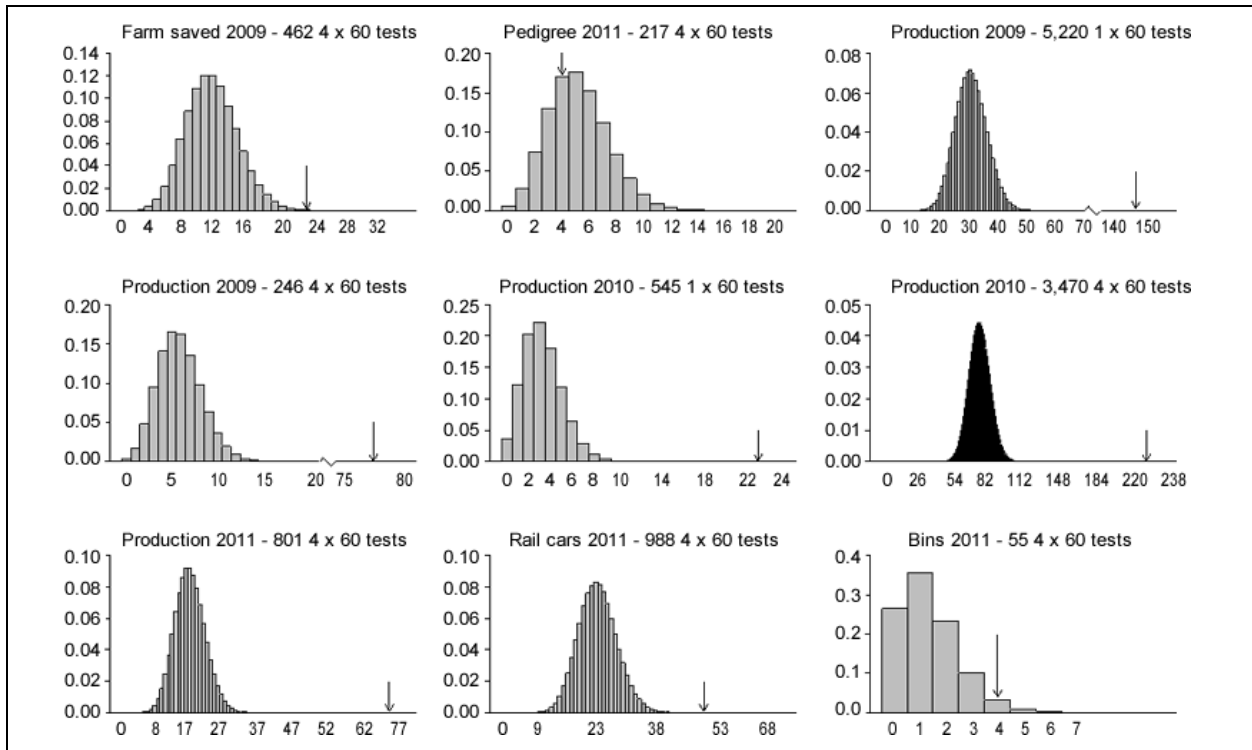 Farm saved 2009 - 462 4 x 60 tests
0.14
0.12
0.10
0.08
0.06
0.04
0.02
0.00
0 4 8 12 16 20 24 28 32
Pedigree 2011 - 217 4 x 60 tests
0.20
0.15
0.10
0.05
0.00
0 2 4 6 8 10 12 14 16 18 20
Production 2009 - 5,220 1 x 60 tests
0.08
0.06
0.04
0.02
0.00
0 10 20 30 40 50 60 70 140 150
Production 2009 - 246 4 x 60 tests
0.20
0.15
0.10
0.05
0.00
0 5 10 15 20 75 80
Production 2010 - 545 1 x 60 tests
0.25
0.20
0.15
0.10
0.05
0.00
0 2 4 6 8 10 14 18 22 24
Production 2010 - 3,470 4 x 60 tests
0.05
0.04
0.03
0.02
0.01
0.00
0 26 54 82 112 148 184 220 238
Production 2011 - 801 4 x 60 tests
0.10
0.08
0.06
0.04
0.02
0.00
0 8 17 27 37 47 52 62 77
Rail cars 2011 - 988 4 x 60 tests
0.10
0.08
0.06
0.04
0.02
0.00
0 9 23 38 53 68
Bins 2011 - 55 4 x 60 tests
0.4
0.3
0.2
0.1
0.0
0 1 2 3 4 5 6 7